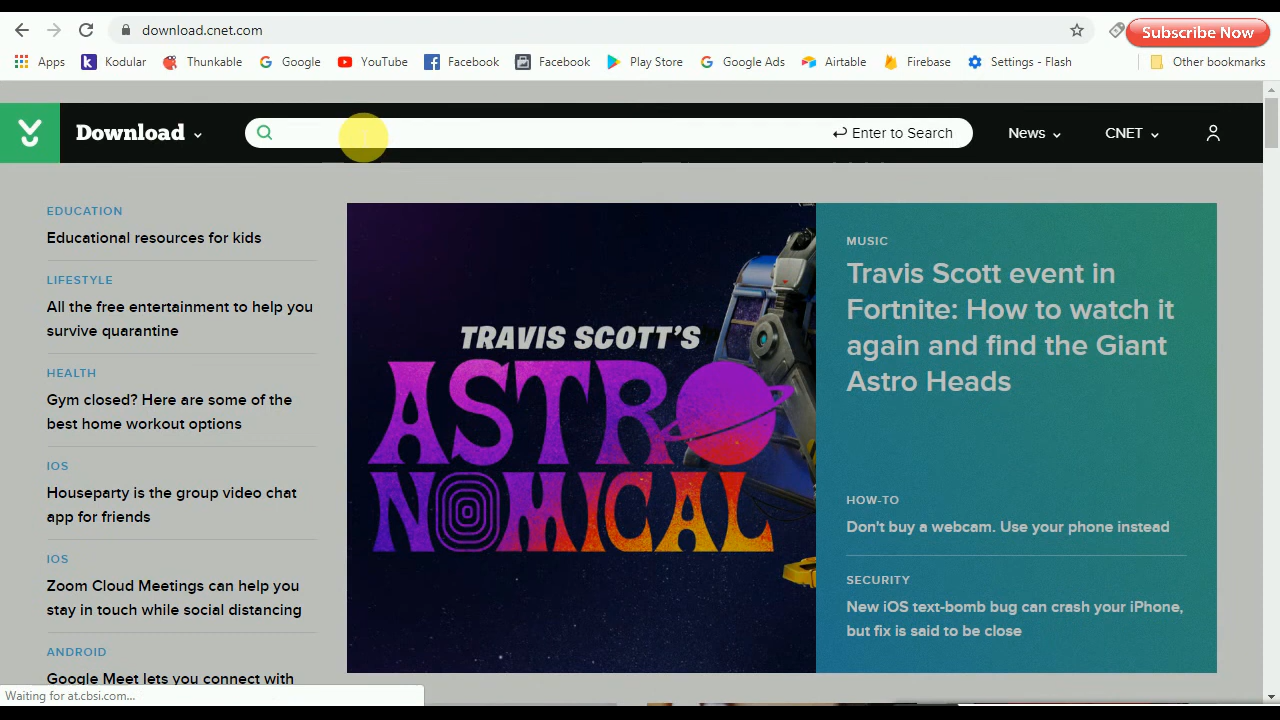 download.cnet.com
Subscribe Now
Apps
Kodular
Thunkable
Google
YouTube
Facebook
Facebook
Play Store
Google Ads
Airtable
Firebase
Settings - Flash
Other bookmarks
Download
Enter to Search
News
CNET
EDUCATION
Educational resources for kids
LIFESTYLE
All the free entertainment to help you
survive quarantine
HEALTH
Gym closed? Here are some of the
best home workout options
IOS
Houseparty is the group video chat
app for friends
IOS
Zoom Cloud Meetings can help you
stay in touch while social distancing
ANDROID
Google Meet lets you connect with
TRAVIS SCOTT'S
ASTRO
NOMICAL
MUSIC
Travis Scott event in
Fortnite: How to watch it
again and find the Giant
Astro Heads
HOW-TO
Don't buy a webcam. Use your phone instead
SECURITY
New iOS text-bomb bug can crash your iPhone,
but fix is said to be close
Waiting for at.cbsi.com...